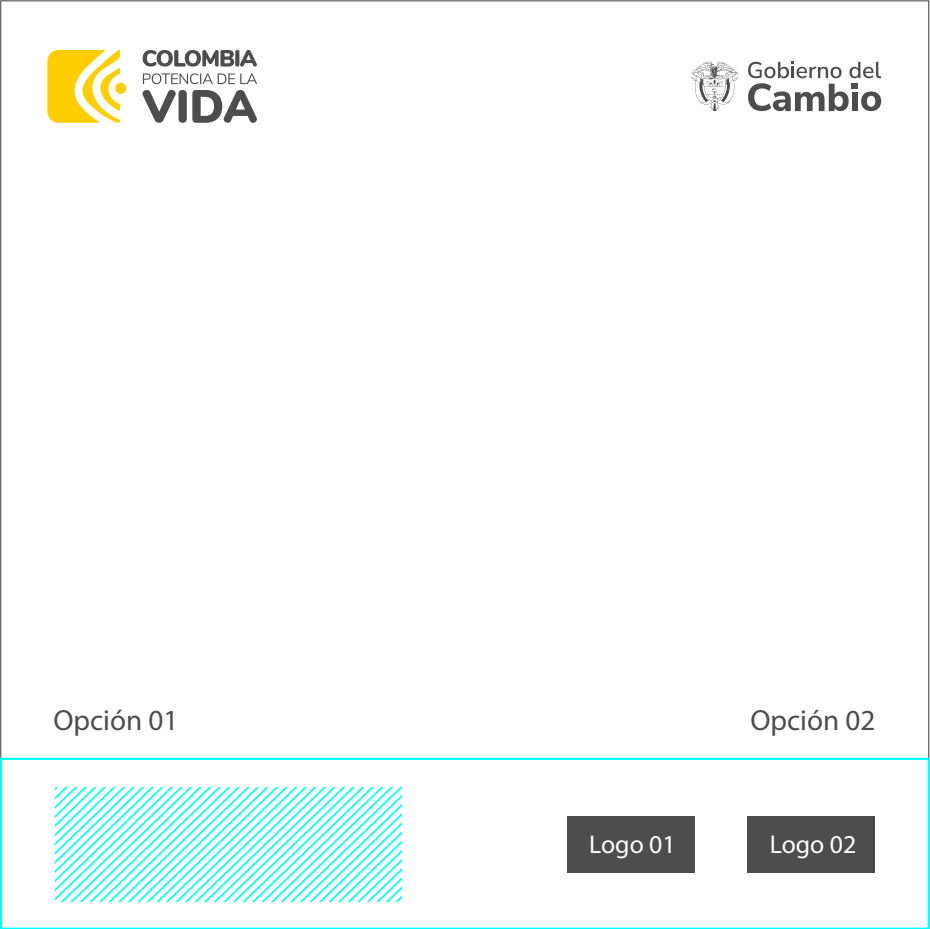 COLOMBIA
POTENCIA DE LA
VIDA
Gobierno del
Cambio
Opción 01
Opción 02
Logo 01
Logo 02